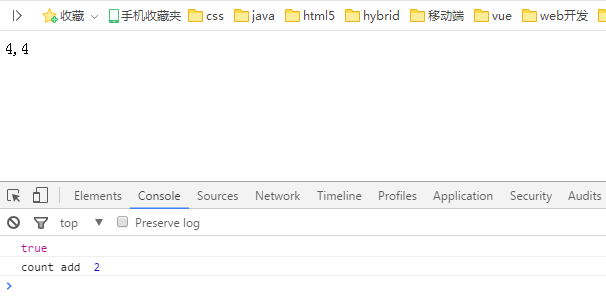 收藏 手机收藏夹 css java html5 hybrid 移动端 vue web开发
4,4
Elements Console Sources Network Timeline Profiles Application Security Audits
top Preserve log
true
count add 2